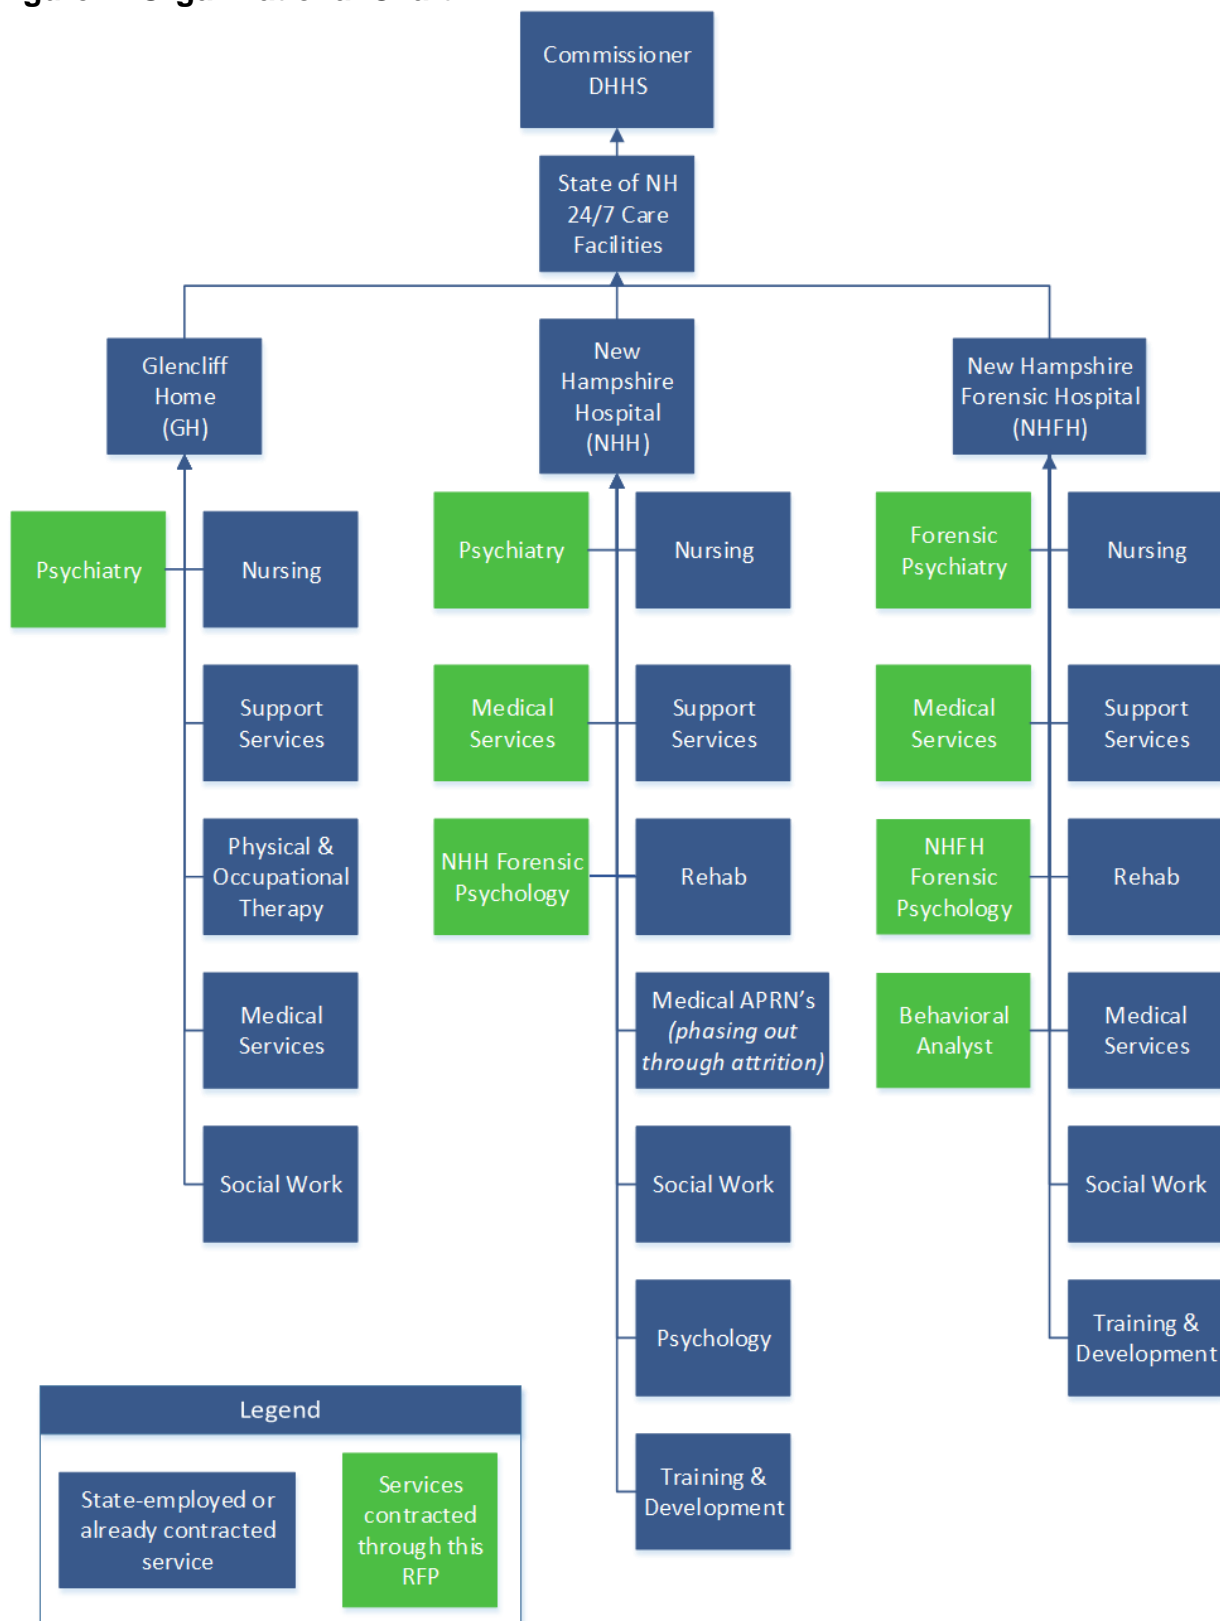 Commissioner
DHHS
State of NH
24/7 Care
Facilities
Glencliff
Home
(GH)
New
Hampshire
Hospital
(NHH)
New Hampshire
Forensic Hospital
(NHFH)
Psychiatry
Nursing
Support
Services
Physical &
Occupational
Therapy
Medical
Services
Social Work
Psychiatry
Nursing
Medical
Services
Support
Services
NHH Forensic
Psychology
Rehab
Medical APRN's
(phasing out
through attrition)
Social Work
Psychology
Training &
Development
Forensic
Psychiatry
Nursing
Medical
Services
Support
Services
NHFH
Forensic
Psychology
Rehab
Behavioral
Analyst
Medical
Services
Social Work
Training &
Development
Legend
State-employed or
already contracted
service
Services
contracted
through this
RFP